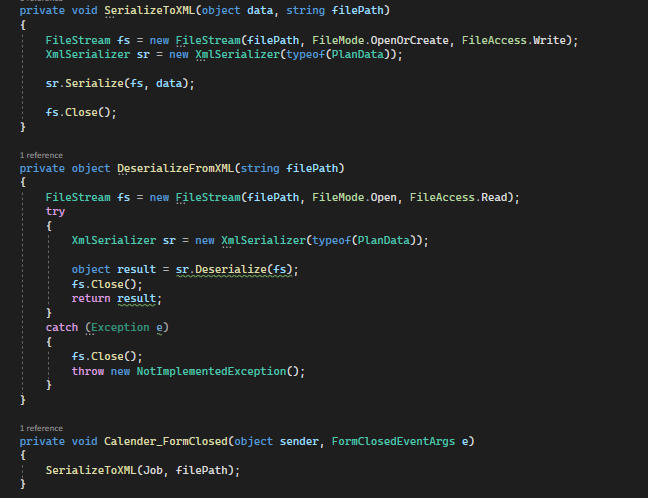 private void SerializeToXML(object data, string filePath)
{
FileStream fs = new FileStream(filePath, FileMode.OpenOrCreate, FileAccess.Write);
XmlSerializer sr = new XmlSerializer(typeof(PlanData));
sr.Serialize(fs, data);
fs.Close();
}
1 reference
private object DeserializeFromXML(string filePath)
{
FileStream fs = new FileStream(filePath, FileMode.Open, FileAccess.Read);
try
{
XmlSerializer sr = new XmlSerializer(typeof(PlanData));
object result = sr.Deserialize(fs);
fs.Close();
return result;
}
catch (Exception e)
{
fs.Close();
throw new NotImplementedException();
}
}
1 reference
private void Calender_FormClosed(object sender, FormClosedEventArgs e)
{
SerializeToXML(Job, filePath);
}